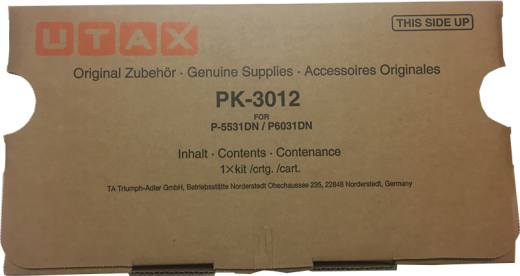 UTAX
THIS SIDE UP
Original Zubehör · Genuine Supplies · Accessoires Originales
PK-3012
FOR
P-5531DN / P6031DN
Inhalt · Contents · Contenance
1×kit /crtg. /cart.
TA Triumph-Adler GmbH, Betriebsstätte Norderstedt Ohechaussee 235, 22848 Norderstedt, Germany